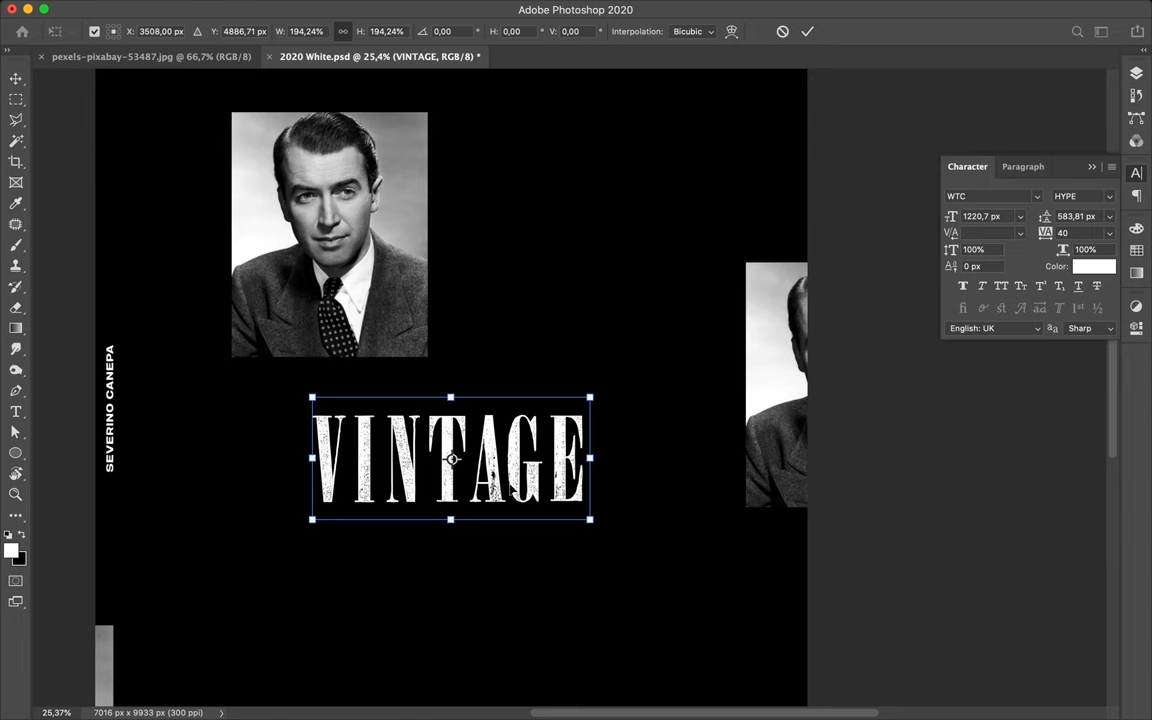 Adobe Photoshop 2020
X: 3508,00 px Y: 4886,71 px W: 194,24% H: 194,24% 0,00 ° H: 0,00 ° V: 0,00 ° Interpolation: Bicubic
pexels-pixabay-53487.jpg @ 66,7% (RGB/8)
2020 White.psd @ 25,4% (VINTAGE, RGB/8) *
Character Paragraph
WTC HYPE
1220,7 px 583,81 px
40
100% 100%
0 px Color:
English: UK Sharp
SEVERINO CANEPA
VINTAGE
25,37% 7016 px x 9933 px (300 ppi)